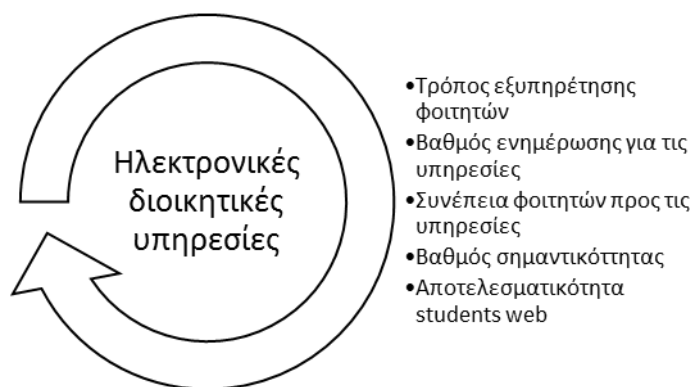 Ηλεκτρονικές
διοικητικές
υπηρεσίες
•Τρόπος εξυπηρέτησης
φοιτητών
•Βαθμός ενημέρωσης για τις
υπηρεσίες
•Συνέπεια φοιτητών προς τις
υπηρεσίες
•Βαθμός σημαντικόττητας
•Αποτελεσματικότητα
students web